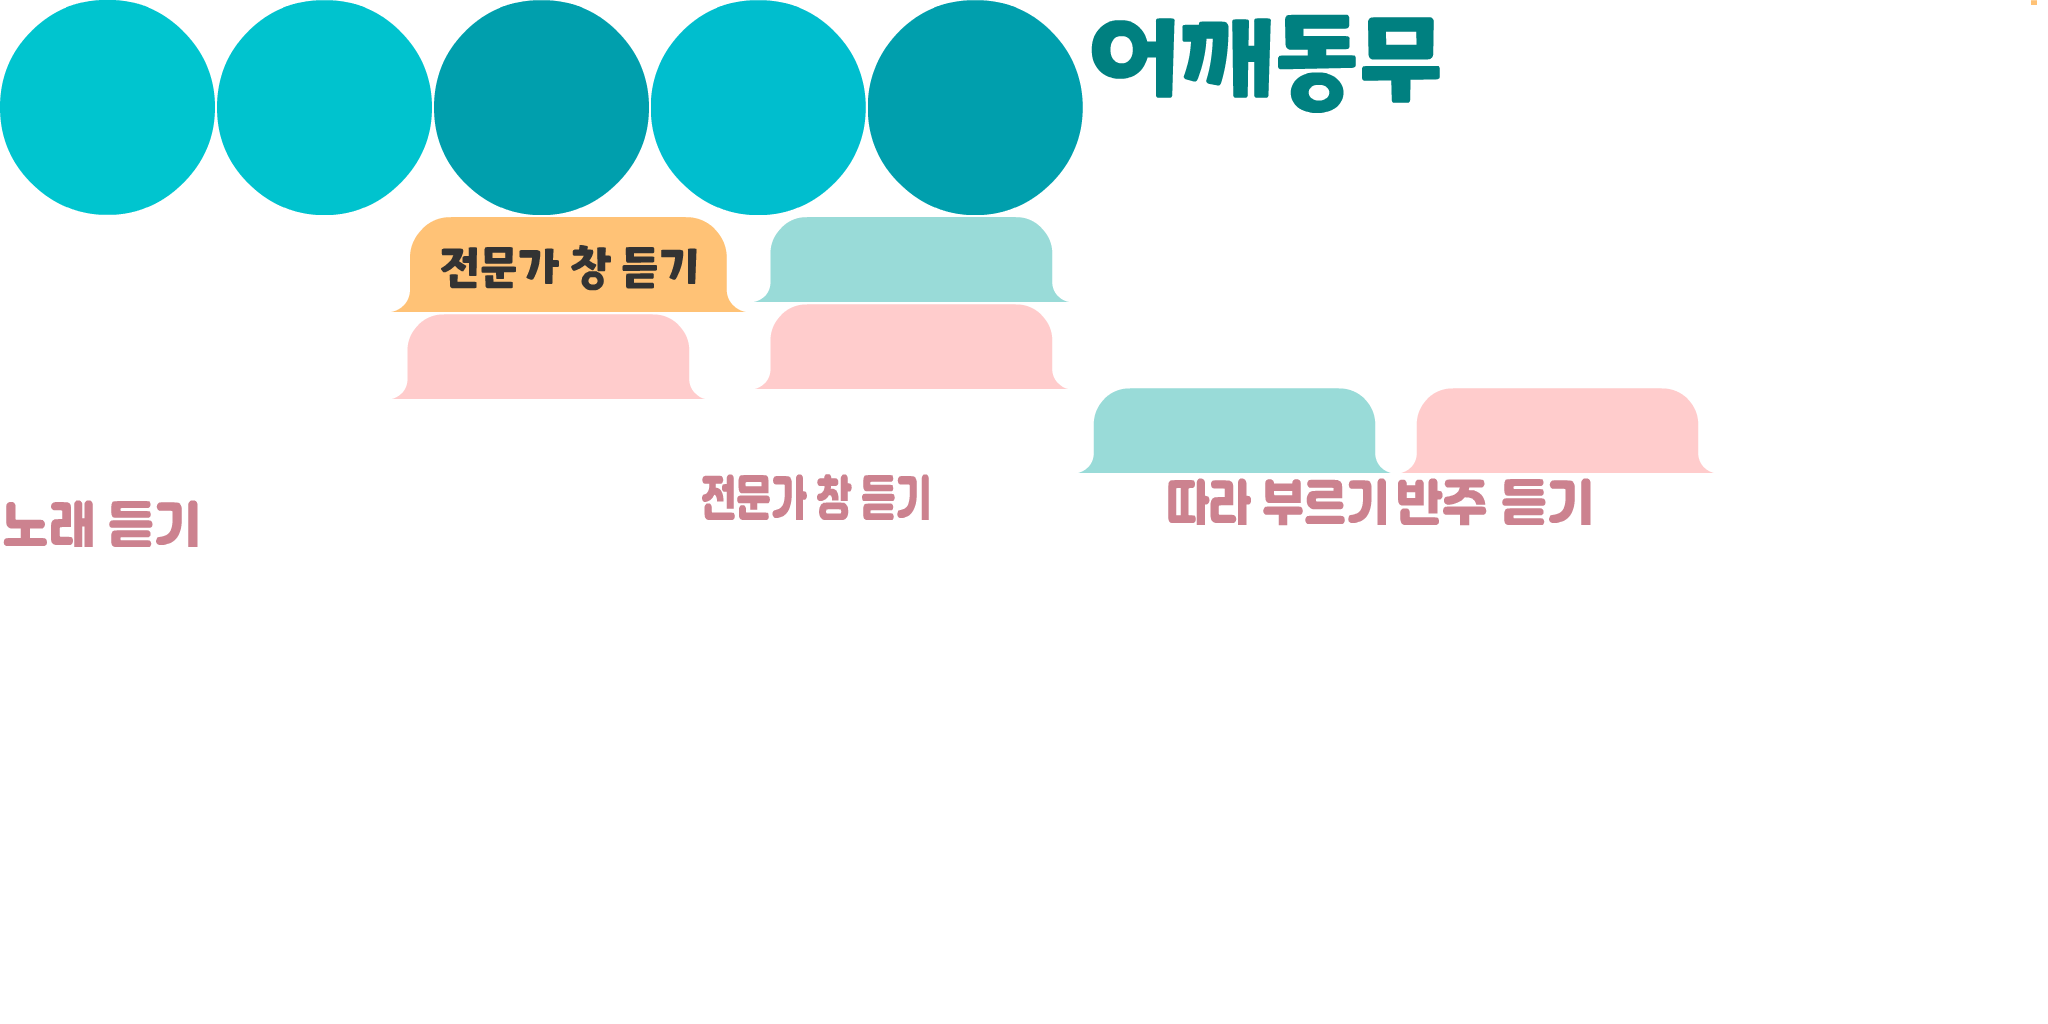 어깨동무
전문가 창 듣기
노래 듣기
전문가 창 듣기
따라 부르기
반주 듣기